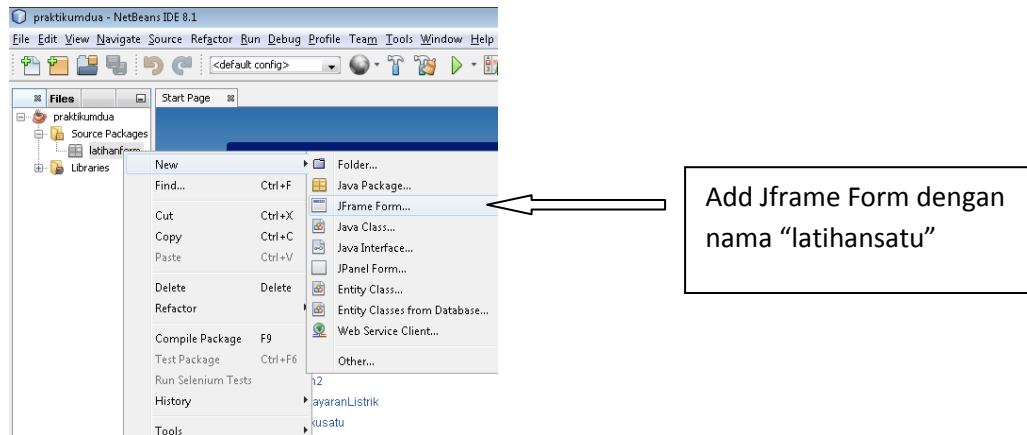 praktikumdua - NetBeans IDE 8.1
File Edit View Navigate Source Refactor Run Debug Profile Team Tools Window Help
<default config>
Files
Start Page
praktikumdua
Source Packages
latihanform
Libraries
New
Find... Ctrl+F
Cut Ctrl+X
Copy Ctrl+C
Paste Ctrl+V
Delete Delete
Refactor
Compile Package F9
Test Package Ctrl+F6
Run Selenium Tests
History
Tools
Folder...
Java Package...
JFrame Form...
Java Class...
Java Interface...
JPanel Form...
Entity Class...
Entity Classes from Database...
Web Service Client...
Other...
ayaranListrik
kusatu
Add Jframe Form dengan
nama “latihansatu”